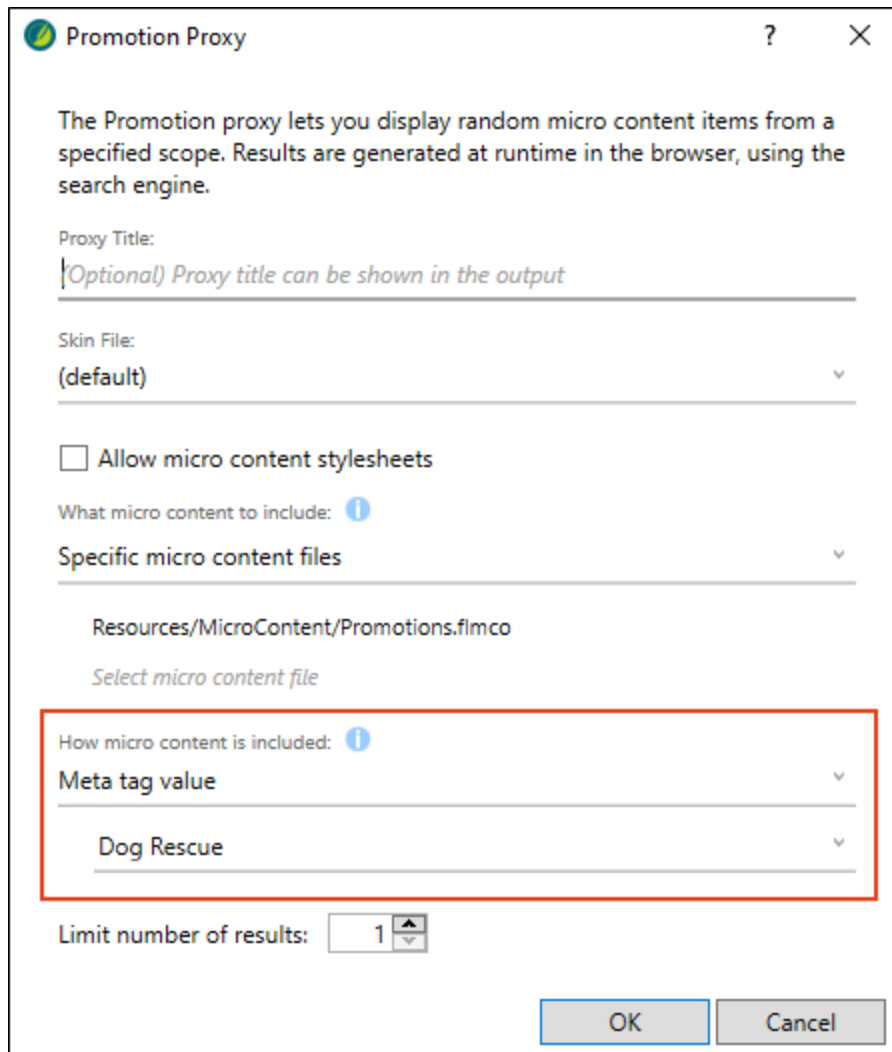 Promotion Proxy
?
The Promotion proxy lets you display random micro content items from a
specified scope. Results are generated at runtime in the browser, using the
search engine.
Proxy Title:
(Optional) Proxy title can be shown in the output
Skin File:
(default)
Allow micro content stylesheets
What micro content to include:
Specific micro content files
Resources/MicroContent/Promotions.flmco
Select micro content file
How micro content is included:
Meta tag value
Dog Rescue
Limit number of results: 1
OK Cancel